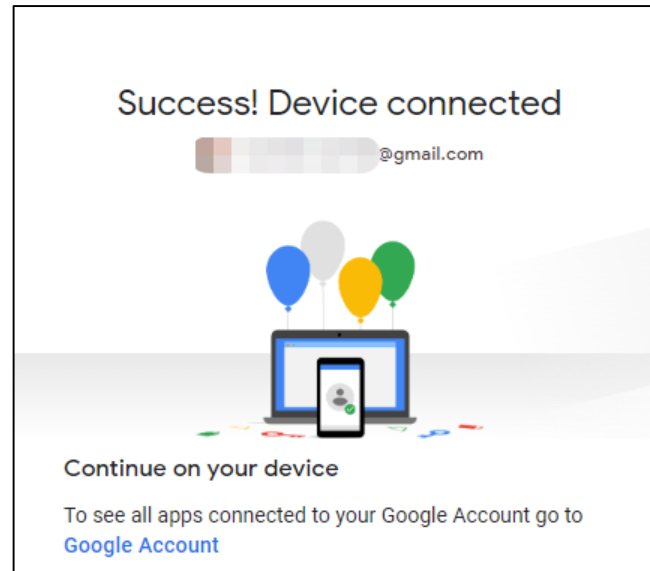 Success! Device connected
@gmail.com
Continue on your device
To see all apps connected to your Google Account go to
Google Account